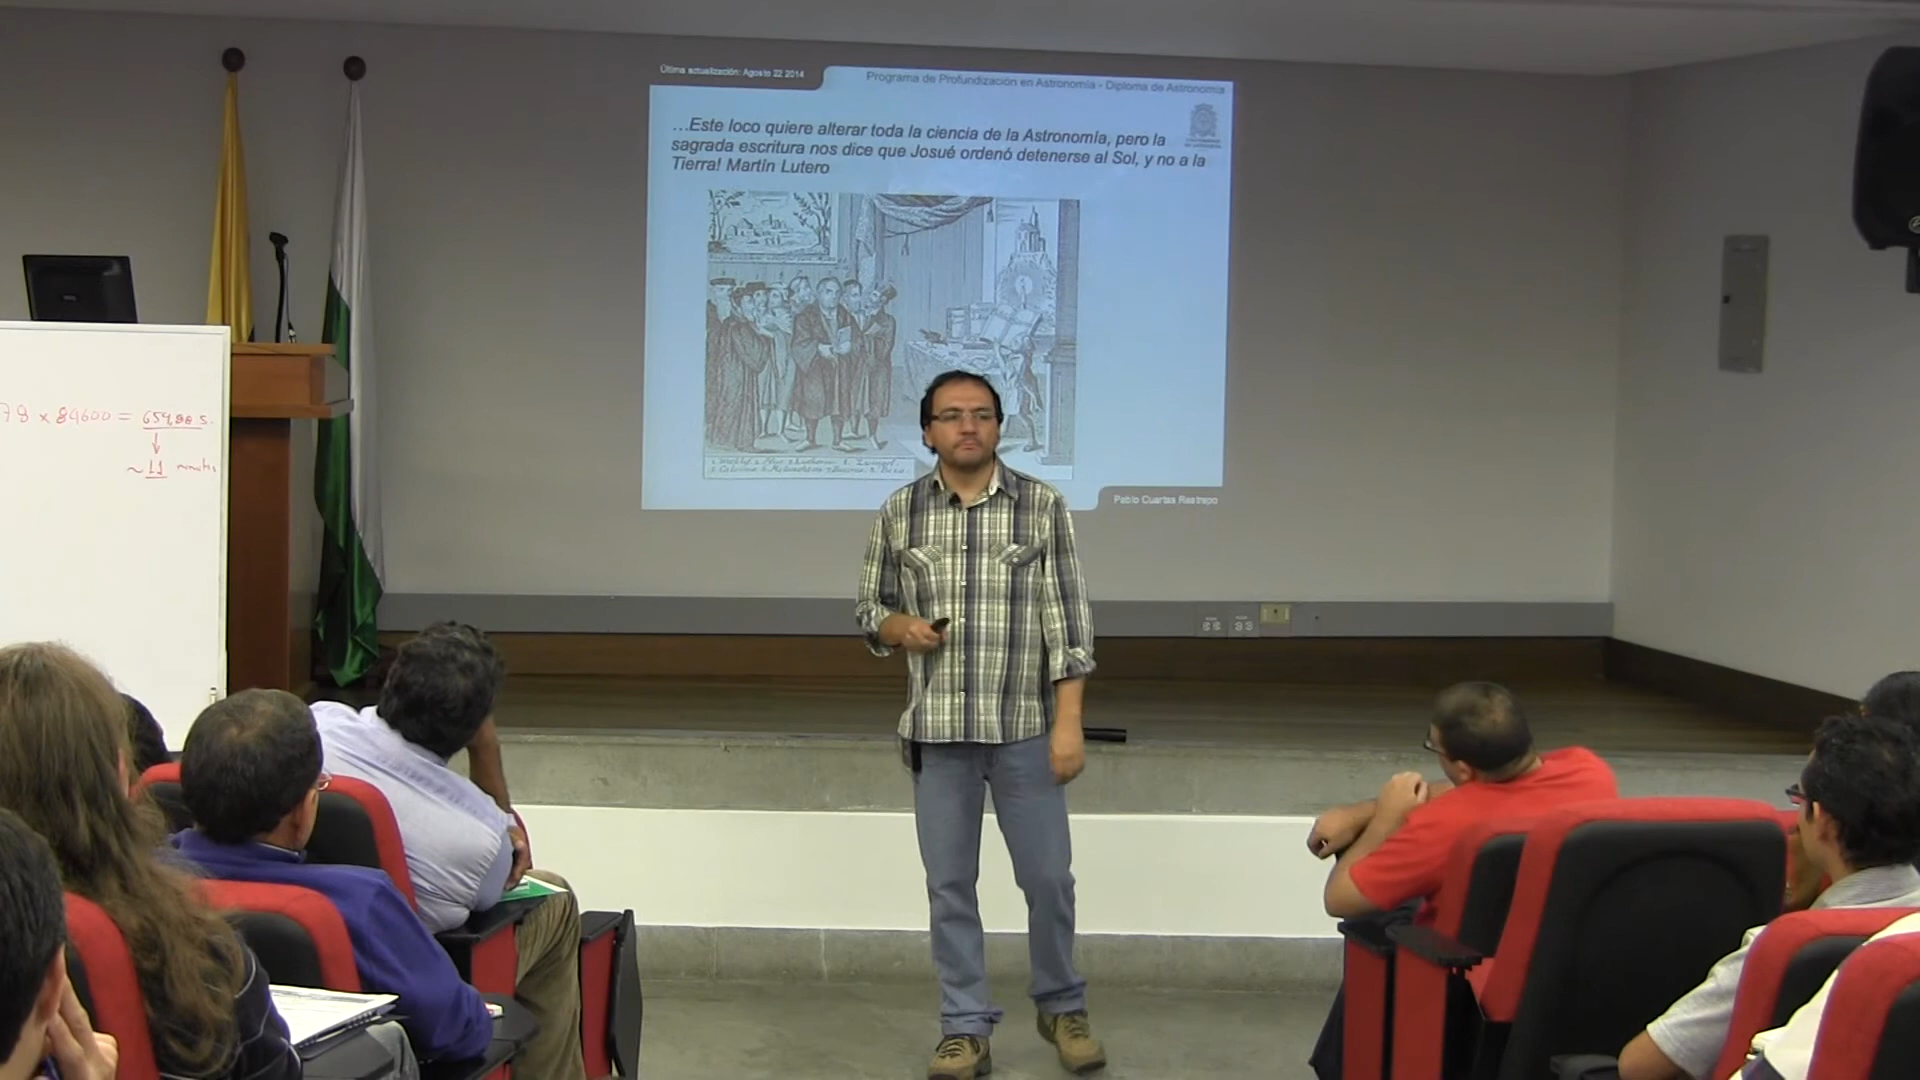 Última actualización: Agosto 22 2014
Programa de Profundización en Astronomía - Diploma de Astronomía
…Este loco quiere alterar toda la ciencia de la Astronomía, pero la
sagrada escritura nos dice que Josué ordenó detenerse al Sol, y no a la
Tierra! Martin Lutero
Pablo Cuartas Restrepo
78 x 84600 = 654,88 s.
~ 11 minutos